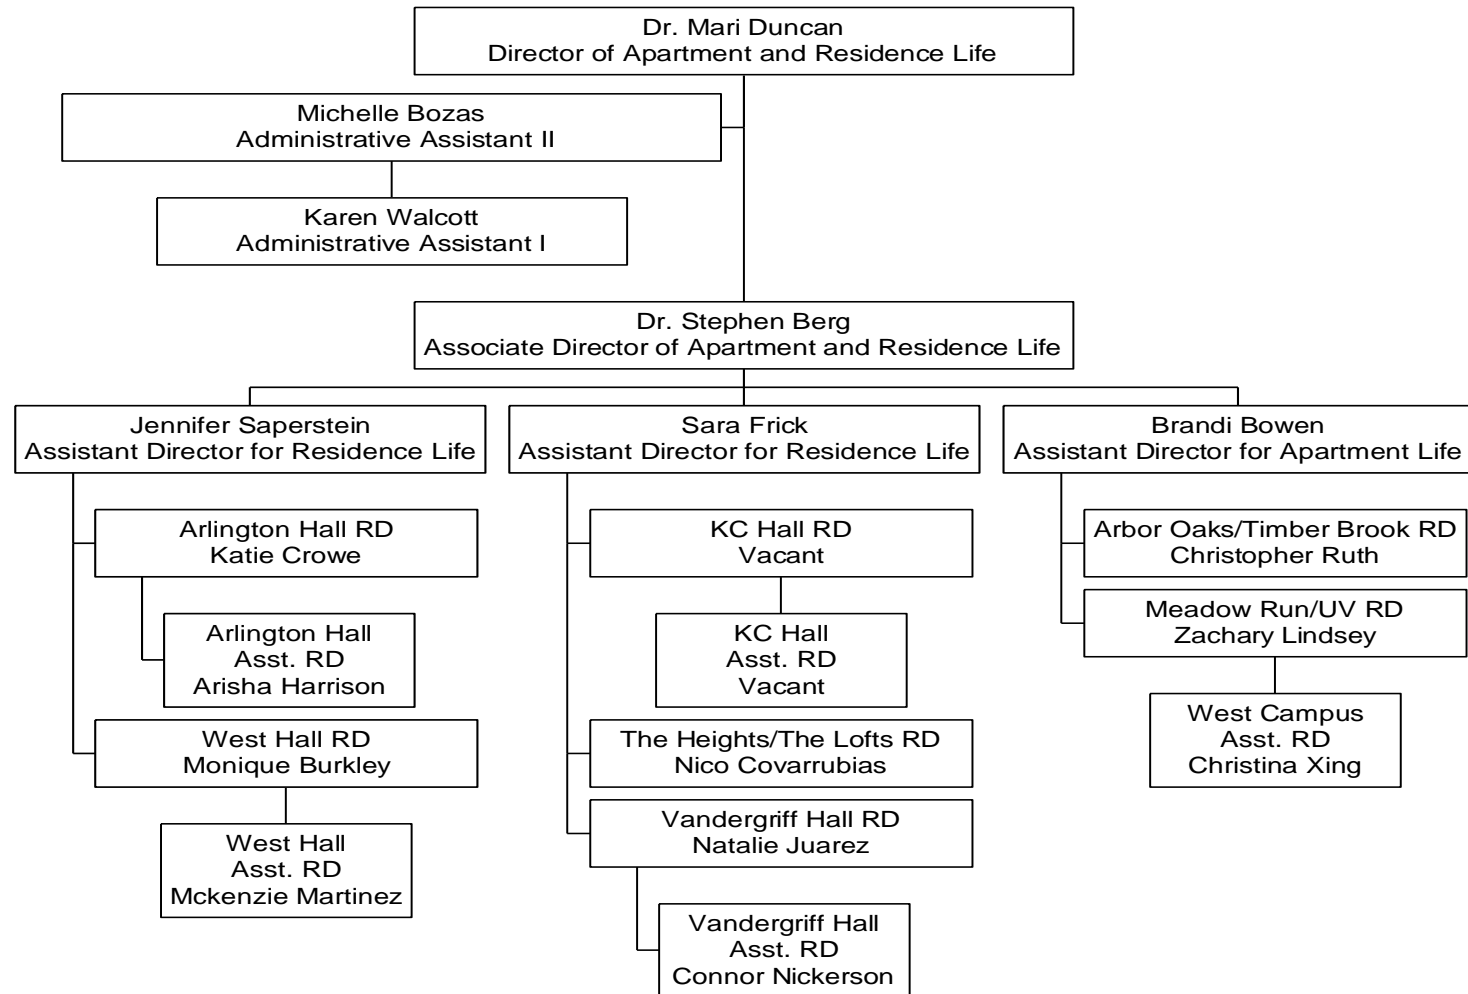 Dr. Mari Duncan
Director of Apartment and Residence Life
Michelle Bozas
Administrative Assistant II
Karen Walcott
Administrative Assistant I
Dr. Stephen Berg
Associate Director of Apartment and Residence Life
Jennifer Saperstein
Assistant Director for Residence Life
Arlington Hall RD
Katie Crowe
Arlington Hall
Asst. RD
Arisha Harrison
West Hall RD
Monique Burkley
West Hall
Asst. RD
Mckenzie Martinez
Sara Frick
Assistant Director for Residence Life
KC Hall RD
Vacant
KC Hall
Asst. RD
Vacant
The Heights/The Lofts RD
Nico Covarrubias
Vandergriff Hall RD
Natalie Juarez
Vandergriff Hall
Asst. RD
Connor Nickerson
Brandi Bowen
Assistant Director for Apartment Life
Arbor Oaks/Timber Brook RD
Christopher Ruth
Meadow Run/UV RD
Zachary Lindsey
West Campus
Asst. RD
Christina Xing